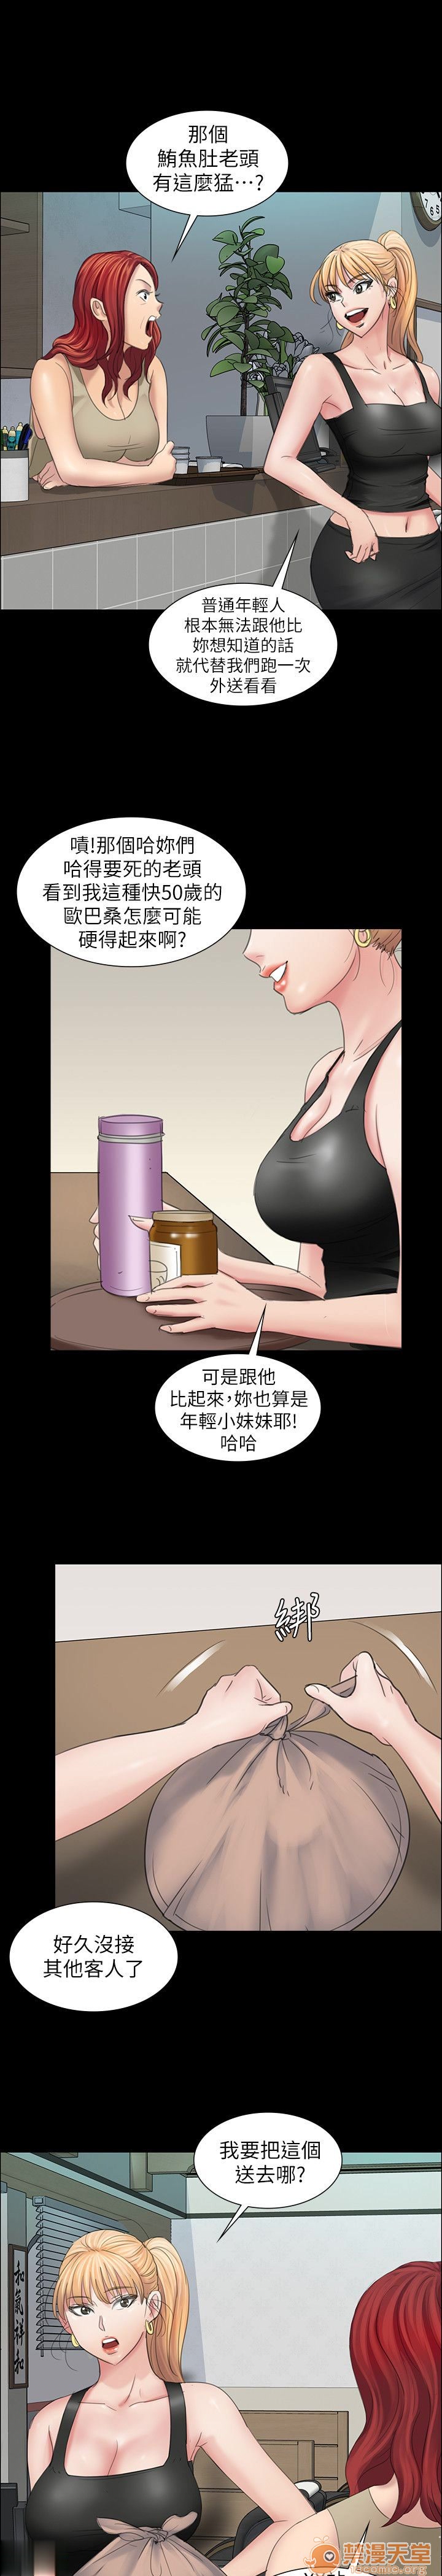 那個
鮪魚肚老頭
有這麼猛…?
普通年輕人
根本無法跟他比
妳想知道的話
就代替我們跑一次
外送看看
嘖!那個哈妳們
哈得要死的老頭
看到我這種快50歲的
歐巴桑怎麼可能
硬得起來啊?
可是跟他
比起來,妳也算是
年輕小妹妹耶!
哈哈
綁
好久沒接
其他客人了
我要把這個
送去哪?
和氣祥和
禁漫天堂